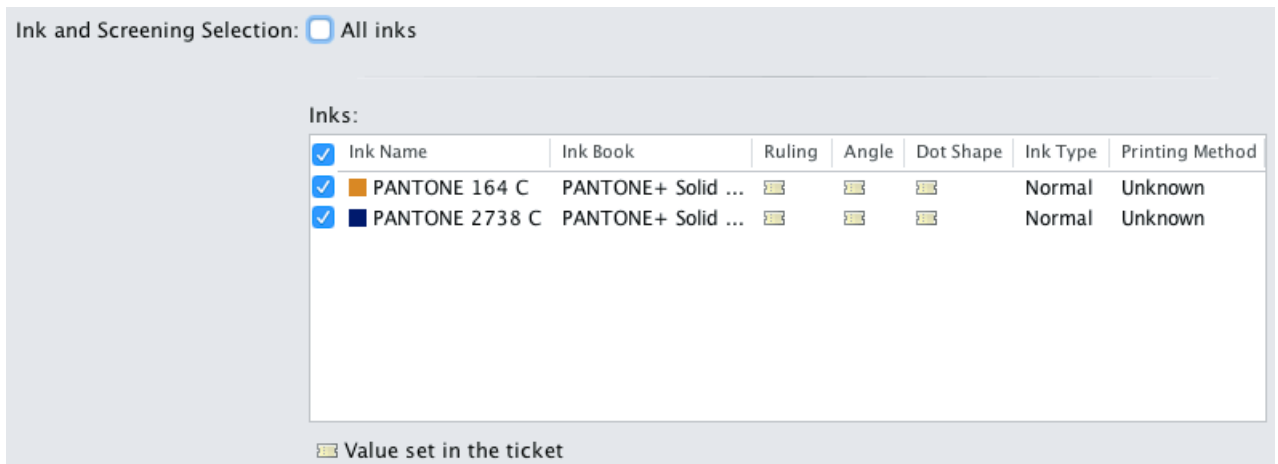 Ink and Screening Selection: All inks
Inks:
Ink Name Ink Book Ruling Angle Dot Shape Ink Type Printing Method
PANTONE 164 C PANTONE+ Solid ... Normal Unknown
PANTONE 2738 C PANTONE+ Solid ... Normal Unknown
Value set in the ticket